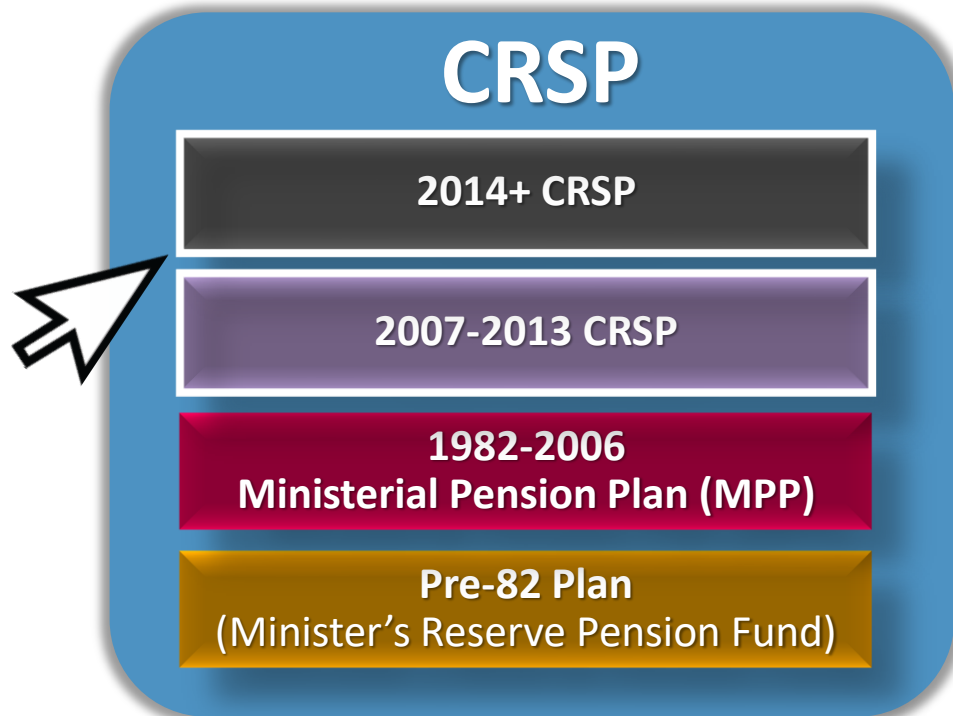 CRSP
2014+ CRSP
2007-2013 CRSP
1982-2006
Ministerial Pension Plan (MPP)
Pre-82 Plan
(Minister’s Reserve Pension Fund)